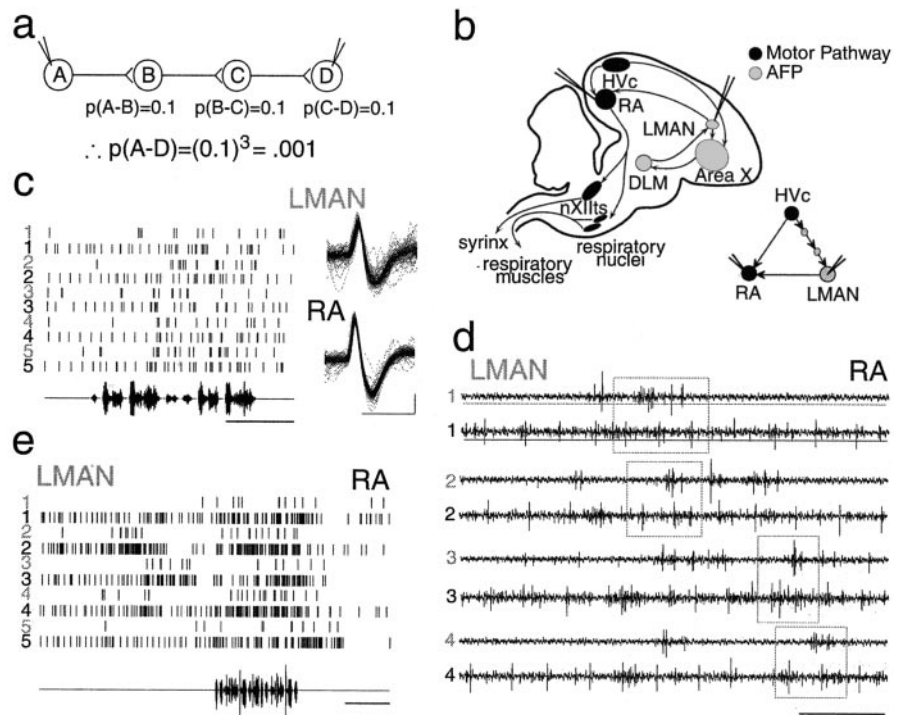 a
A
B
C
D
p(A-B)=0.1
p(B-C)=0.1
p(C-D)=0.1
∴ p(A-D)=(0.1)³= .001
b
Motor Pathway
AFP
HVc
RA
LMAN
DLM
Area X
nXIIts
syrinx
respiratory
muscles
respiratory
nuclei
HVc
RA
LMAN
c
LMAN
RA
1
1
2
2
3
3
4
4
5
5
d
LMAN
RA
1
1
2
2
3
3
4
4
e
LMAN
RA
1
1
2
2
3
3
4
4
5
5